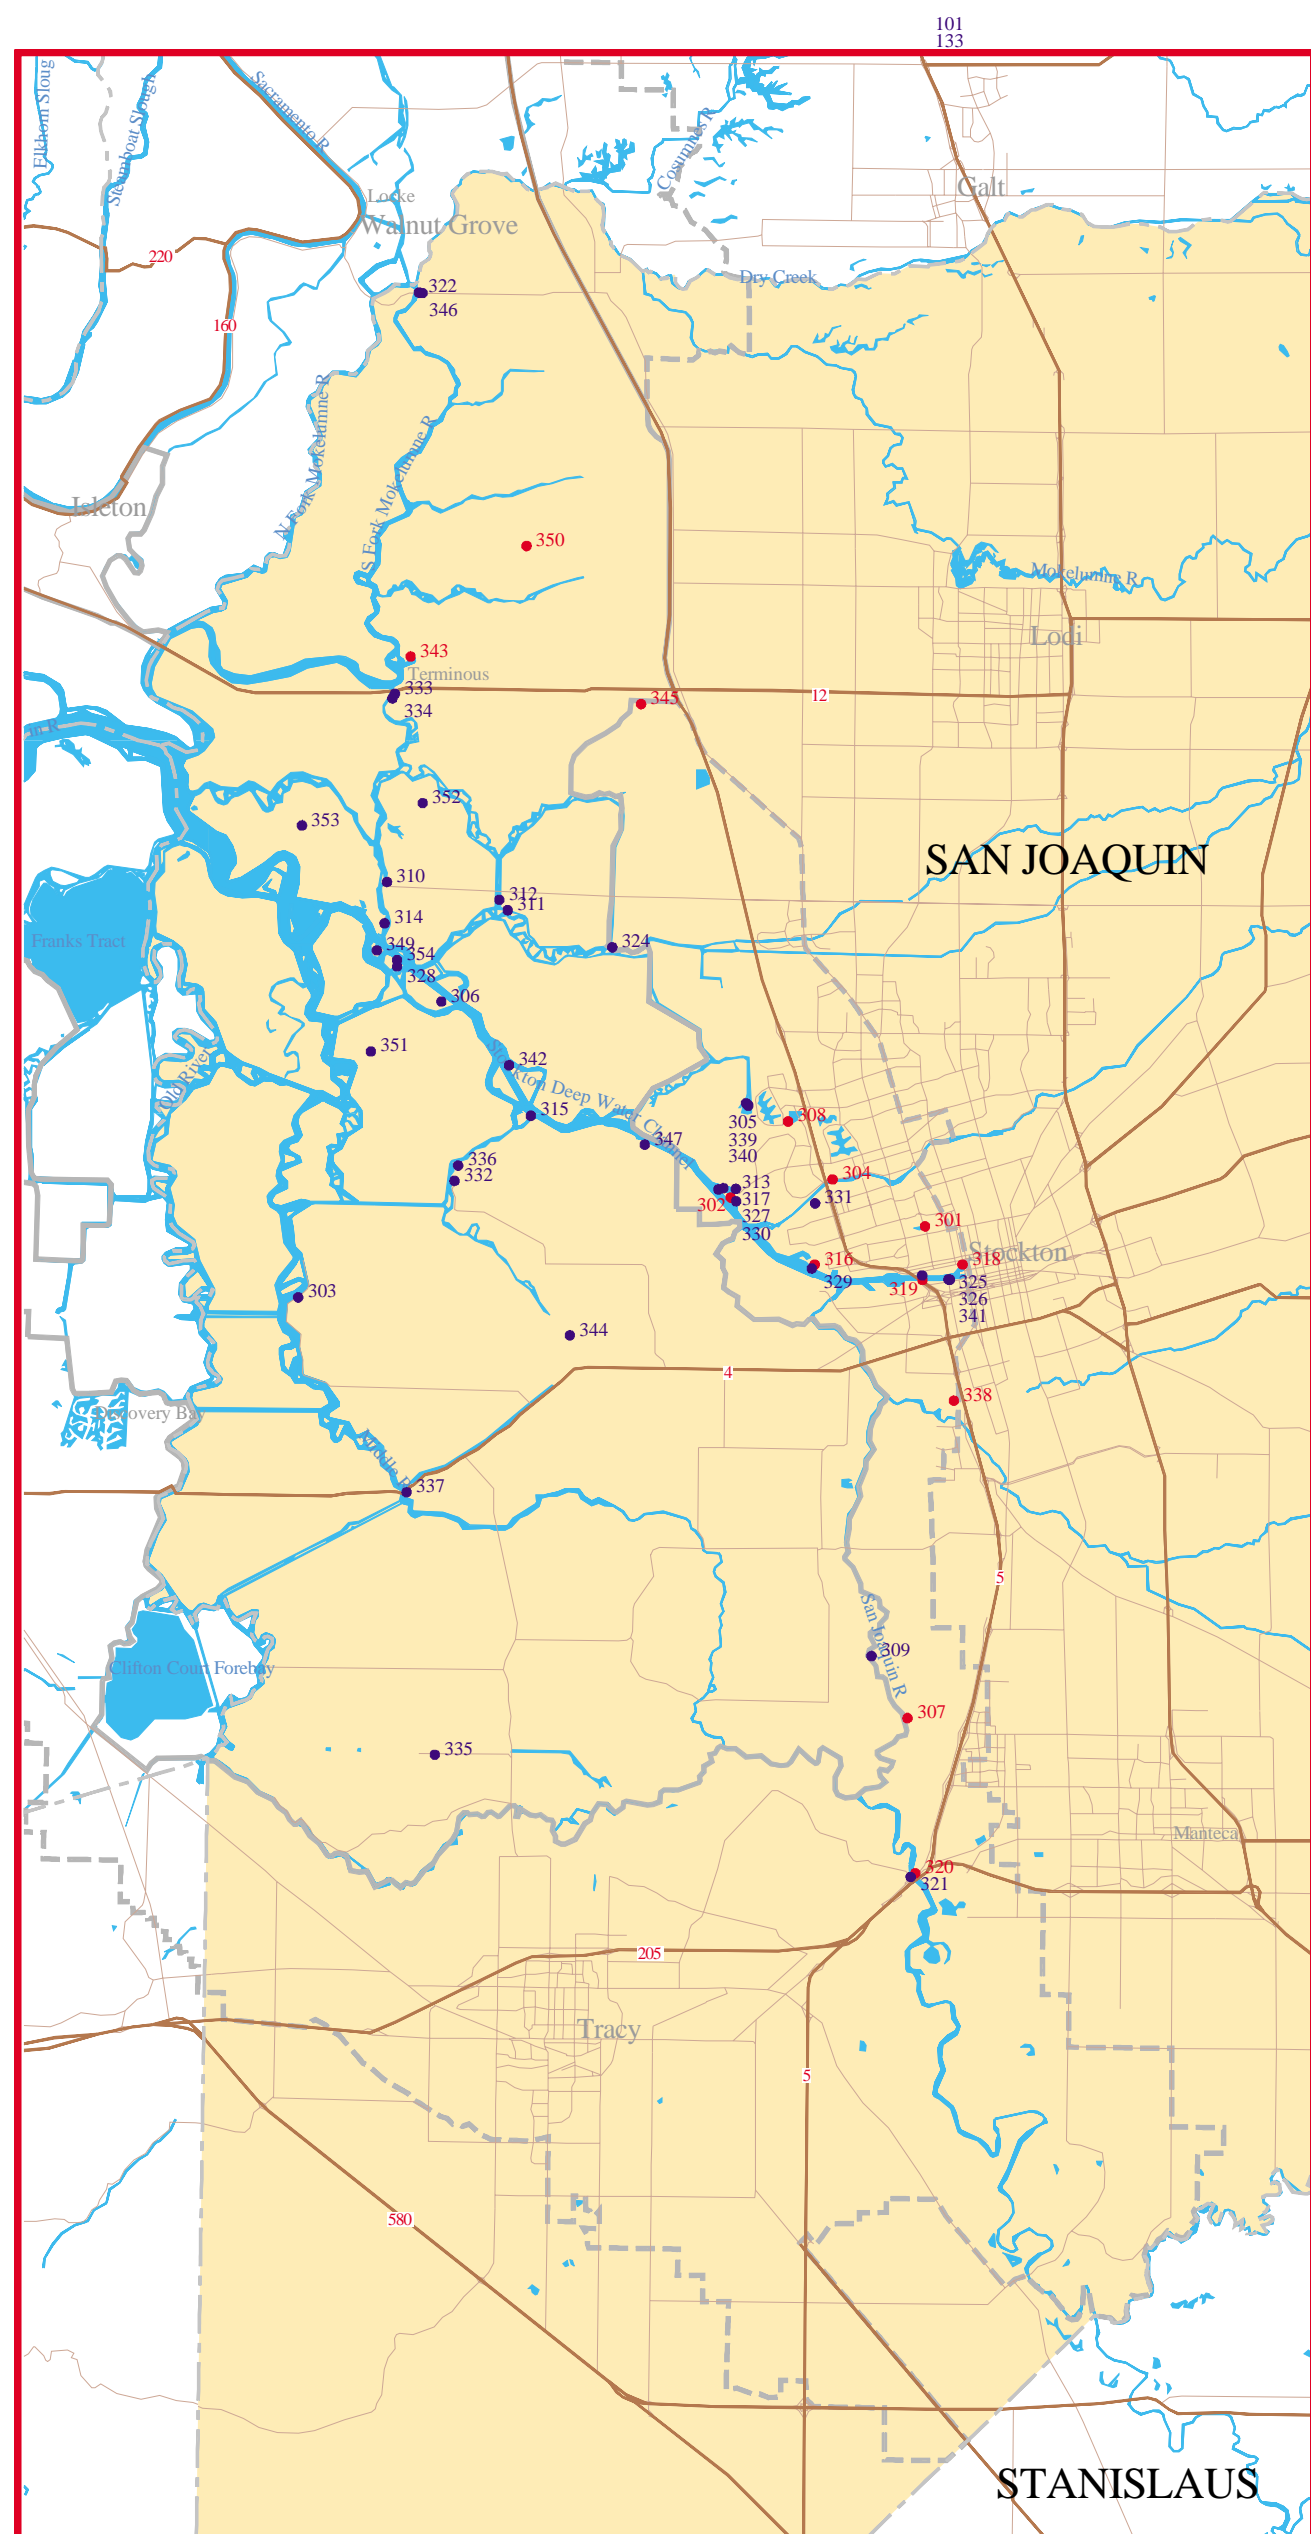 101
133
Elkhorn Sloug
Steamboat Slough
Sacramento R
Cosumnes R
Galt
Locke
Walnut Grove
220
Dry Creek
322
346
160
N Fork Mokelumne R
S Fork Mokelumne R
Isleton
350
Mokelumne R
Lodi
343
Terminous
333
334
345
12
in R
352
353
SAN JOAQUIN
310
312
311
314
Franks Tract
349
354
324
328
306
351
Old River
342
Stockton Deep Water Channel
315
305
308
339
347
340
336
332
304
313
302
317
331
327
330
301
Stockton
316
318
329
319
325
326
341
303
344
4
338
Discovery Bay
Middle R
337
5
San Joaquin R
309
Clifton Court Forebay
307
335
Manteca
320
321
205
Tracy
5
580
STANISLAUS